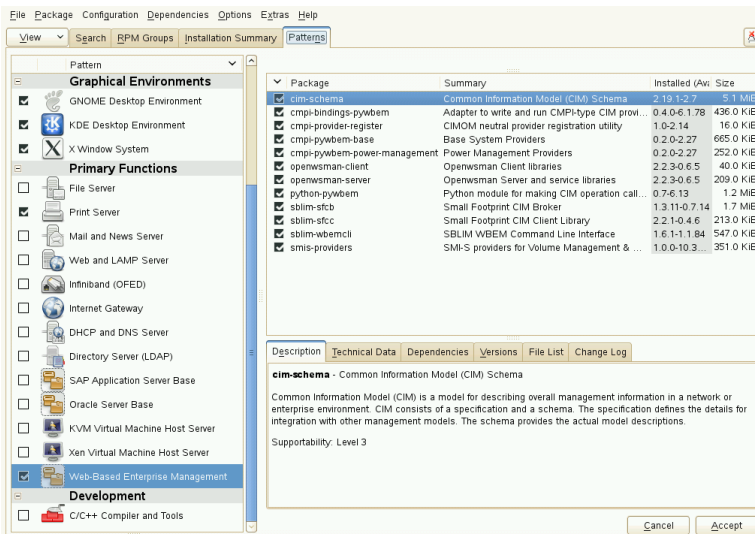 File Package Configuration Dependencies Options Extras Help
View Search RPM Groups Installation Summary Patterns
Pattern
Graphical Environments
GNOME Desktop Environment
KDE Desktop Environment
X Window System
Primary Functions
File Server
Print Server
Mail and News Server
Web and LAMP Server
Infiniband (OFED)
Internet Gateway
DHCP and DNS Server
Directory Server (LDAP)
SAP Application Server Base
Oracle Server Base
KVM Virtual Machine Host Server
Xen Virtual Machine Host Server
Web-Based Enterprise Management
Development
C/C++ Compiler and Tools
Package Summary Installed (Ava Size
cim-schema Common Information Model (CIM) Schema 2.19.1-2.7 5.1 MiB
cmpi-bindings-pywbem Adapter to write and run CMPI-type CIM provi... 0.4.0-6.1.78 436.0 KiB
cmpi-provider-register CIMOM neutral provider registration utility 1.0-2.14 16.0 KiB
cmpi-pywbem-base Base System Providers 0.2.0-2.27 665.0 KiB
cmpi-pywbem-power-management Power Management Providers 0.2.0-2.27 252.0 KiB
openwsman-client Openwsman Client libraries 2.2.3-0.6.5 40.0 KiB
openwsman-server Openwsman Server and service libraries 2.2.3-0.6.5 209.0 KiB
python-pywbem Python module for making CIM operation call... 0.7-6.13 1.2 MiB
sblim-sfcb Small Footprint CIM Broker 1.3.11-0.7.14 1.7 MiB
sblim-sfcc Small Footprint CIM Client Library 2.2.1-0.4.6 213.0 KiB
sblim-wbemcli SBLIM WBEM Command Line Interface 1.6.1-1.1.84 547.0 KiB
smis-providers SMI-S providers for Volume Management & ... 1.0.0-10.3... 351.0 KiB
Description Technical Data Dependencies Versions File List Change Log
cim-schema - Common Information Model (CIM) Schema
Common Information Model (CIM) is a model for describing overall management information in a network or
enterprise environment. CIM consists of a specification and a schema. The specification defines the details for
integration with other management models. The schema provides the actual model descriptions.
Supportability: Level 3
Cancel Accept